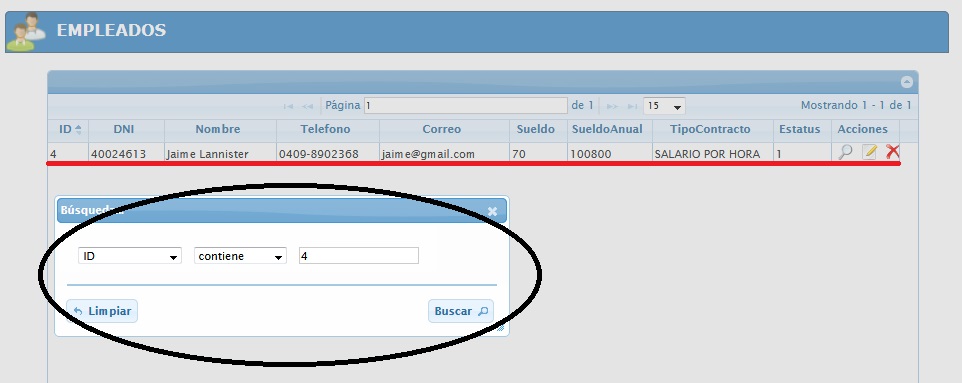 EMPLEADOS
Página 1 de 1 15 Mostrando 1 - 1 de 1
ID DNI Nombre Telefono Correo Sueldo SueldoAnual TipoContracto Estatus Acciones
4 40024613 Jaime Lannister 0409-8902368 jaime@gmail.com 70 100800 SALARIO POR HORA 1
Búsqueda
ID contiene 4
Limpiar Buscar